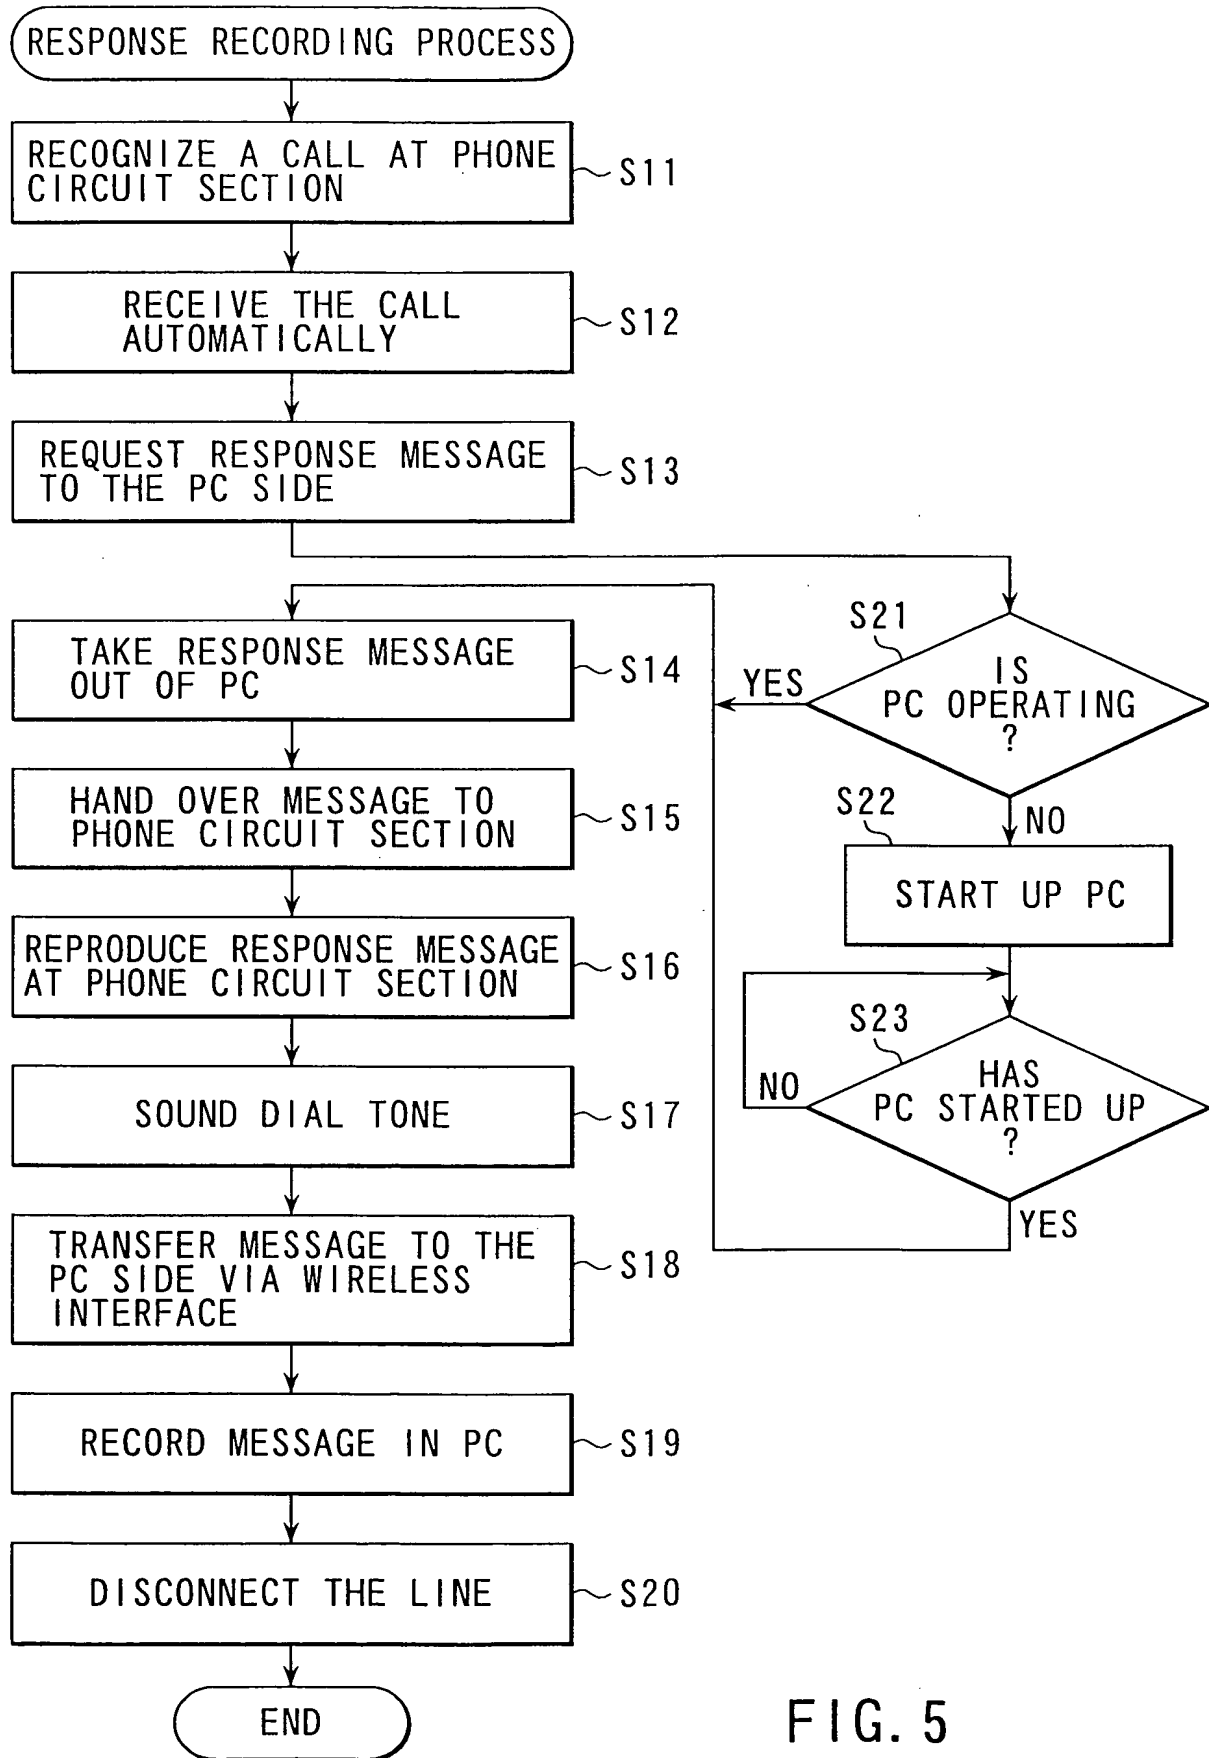 RESPONSE RECORDING PROCESS
RECOGNIZE A CALL AT PHONE
CIRCUIT SECTION
S11
RECEIVE THE CALL
AUTOMATICALLY
S12
REQUEST RESPONSE MESSAGE
TO THE PC SIDE
S13
TAKE RESPONSE MESSAGE
OUT OF PC
S14
HAND OVER MESSAGE TO
PHONE CIRCUIT SECTION
S15
REPRODUCE RESPONSE MESSAGE
AT PHONE CIRCUIT SECTION
S16
SOUND DIAL TONE
S17
TRANSFER MESSAGE TO THE
PC SIDE VIA WIRELESS
INTERFACE
S18
RECORD MESSAGE IN PC
S19
DISCONNECT THE LINE
S20
END
S21
IS
PC OPERATING
?
YES
NO
S22
START UP PC
S23
HAS
PC STARTED UP
?
NO
YES
FIG. 5